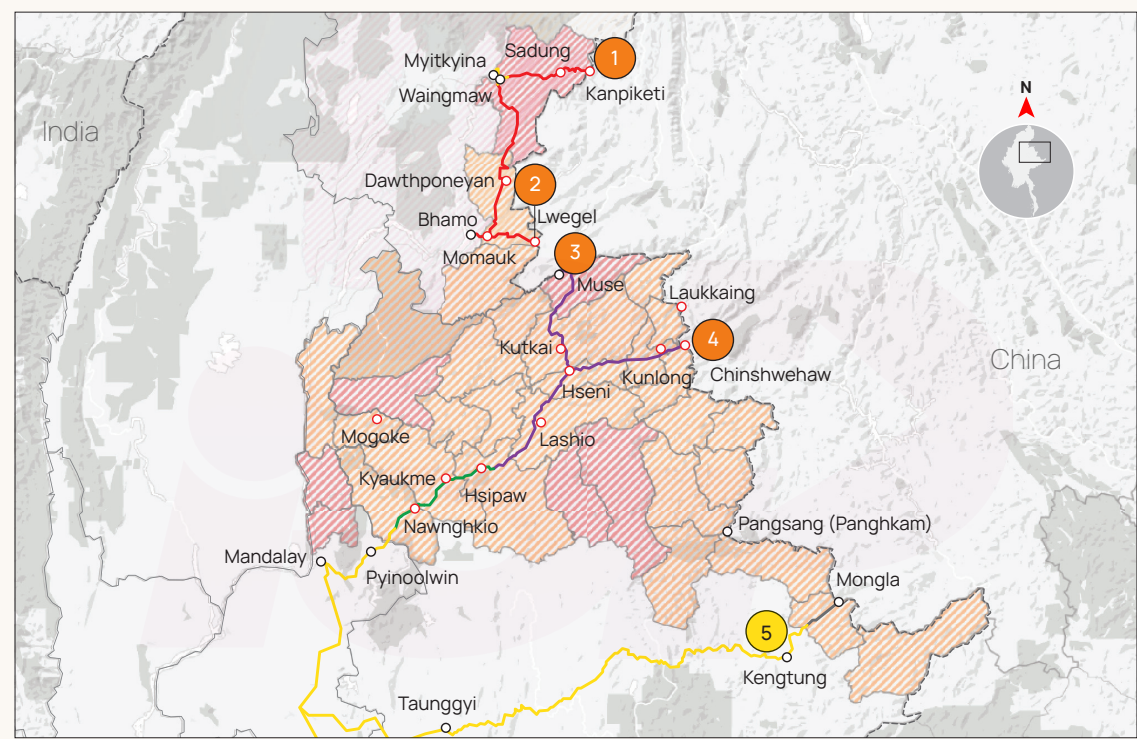 Sadung
1
Myitkyina
Kanpiketi
Waingmaw
N
India
Dawthponeyan
2
Lwegel
Bhamo
Momauk
3
Muse
Laukkaing
Kutkai
4
Kunlong
Chinshwehaw
China
Hseni
Mogoke
Lashio
Kyaukme
Hsipaw
Nawnghkio
Pangsang (Panghkam)
Mandalay
Pyinoolwin
Mongla
5
Kengtung
Taunggyi